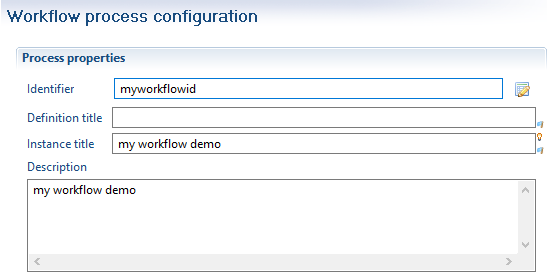 Workflow process configuration
Process properties
Identifier myworkflowid
Definition title
Instance title my workflow demo
Description
my workflow demo